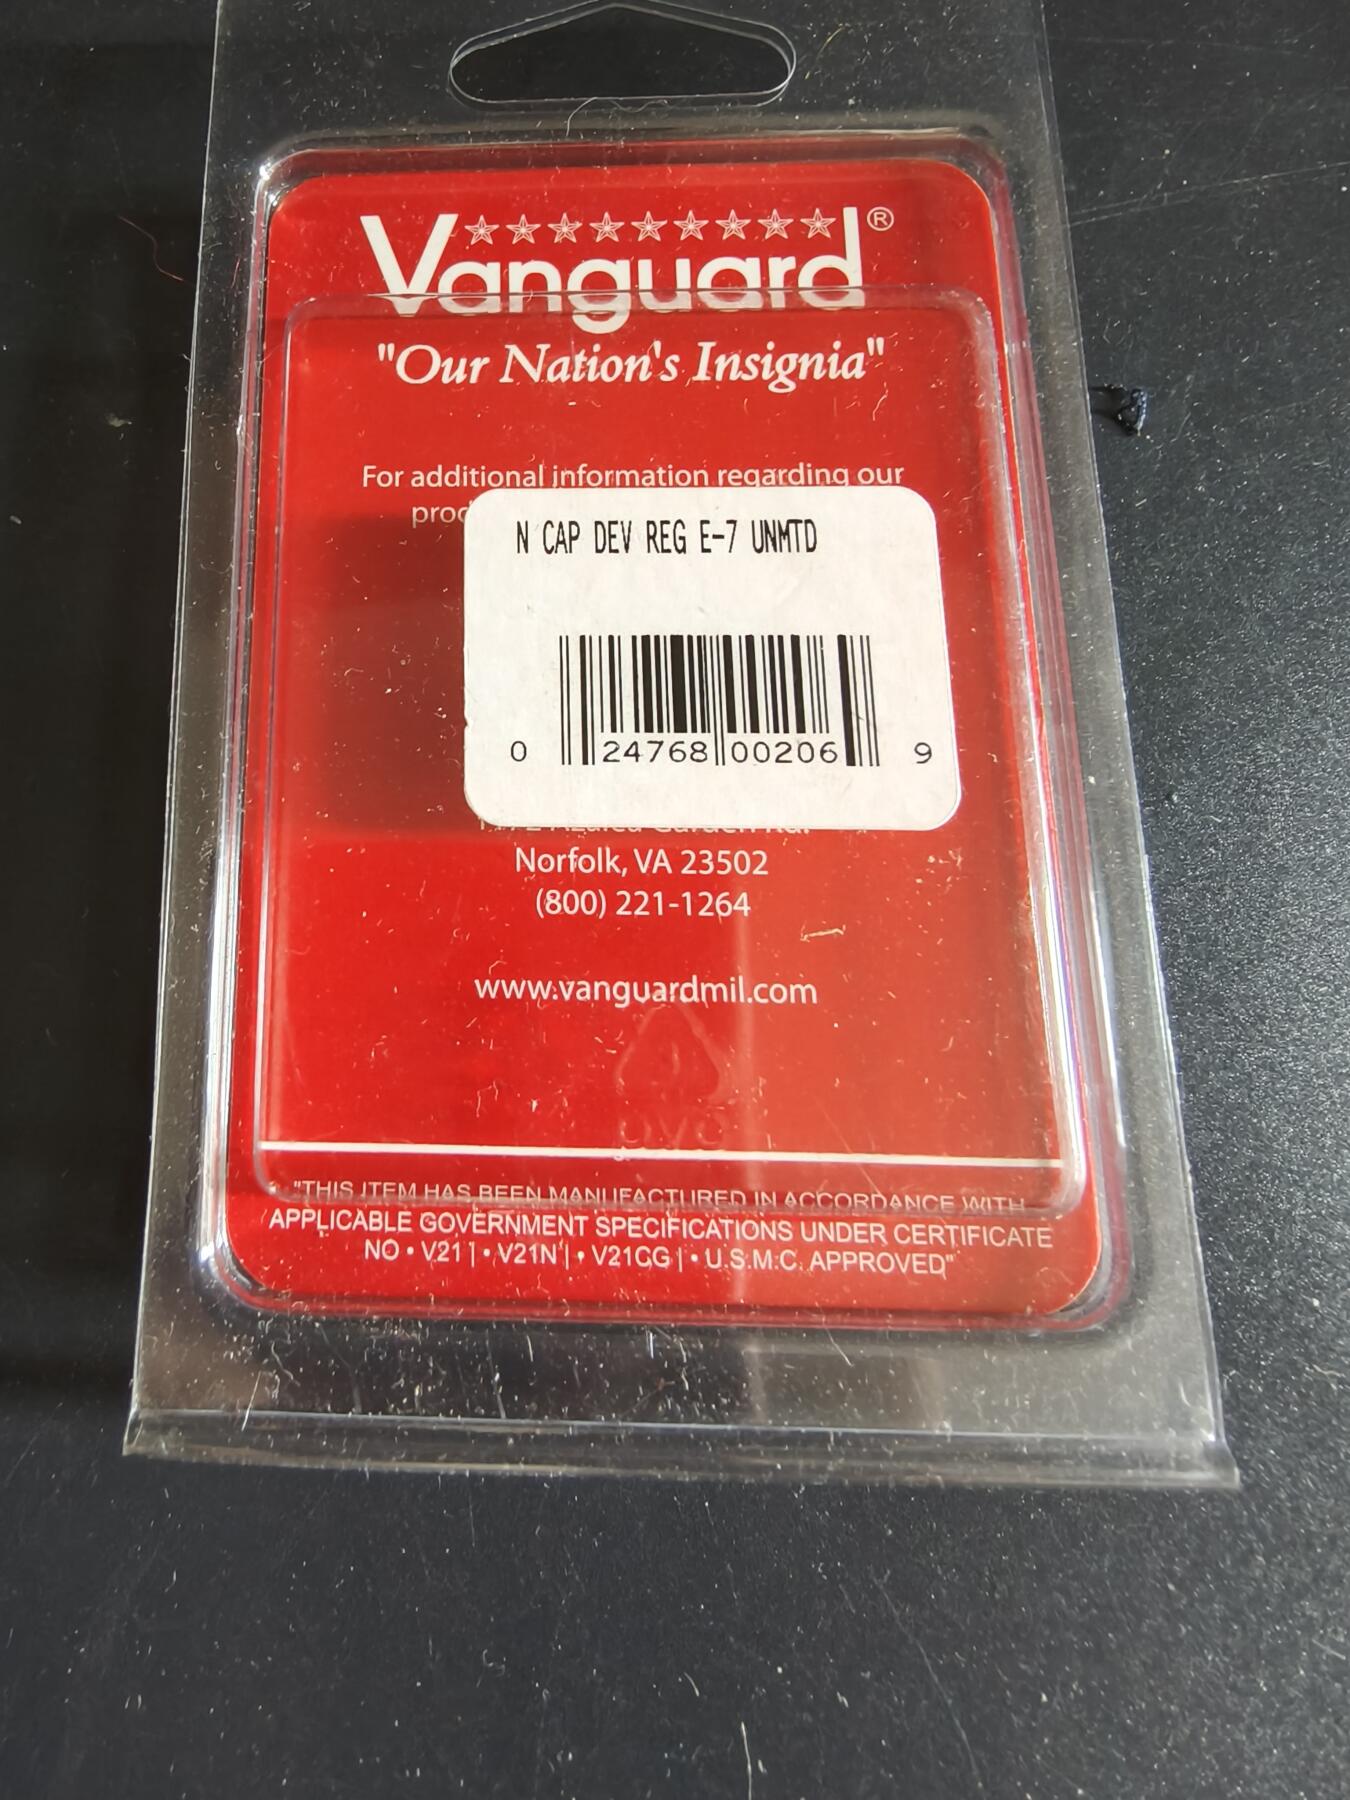 Vanguard®
"Our Nation's Insignia"
For additional information regarding our
N CAP DEV REG E-7 UNMTD
0 24768 00206 9
Norfolk, VA 23502
(800) 221-1264
www.vanguardmil.com
"THIS ITEM HAS BEEN MANUFACTURED IN ACCORDANCE WITH
APPLICABLE GOVERNMENT SPECIFICATIONS UNDER CERTIFICATE
NO • V21 | • V21N | • V21CG | • U.S.M.C. APPROVED"